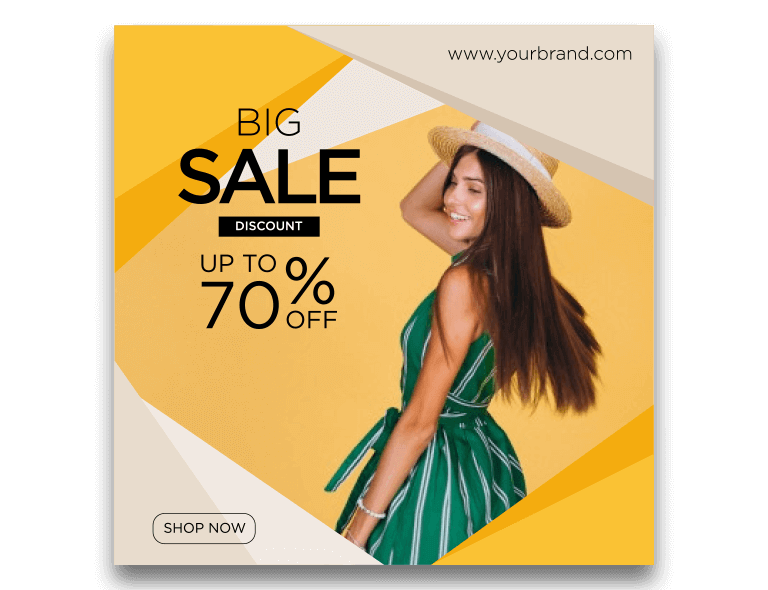 www.yourbrand.com
BIG
SALE
DISCOUNT
UP TO
70%
OFF
SHOP NOW